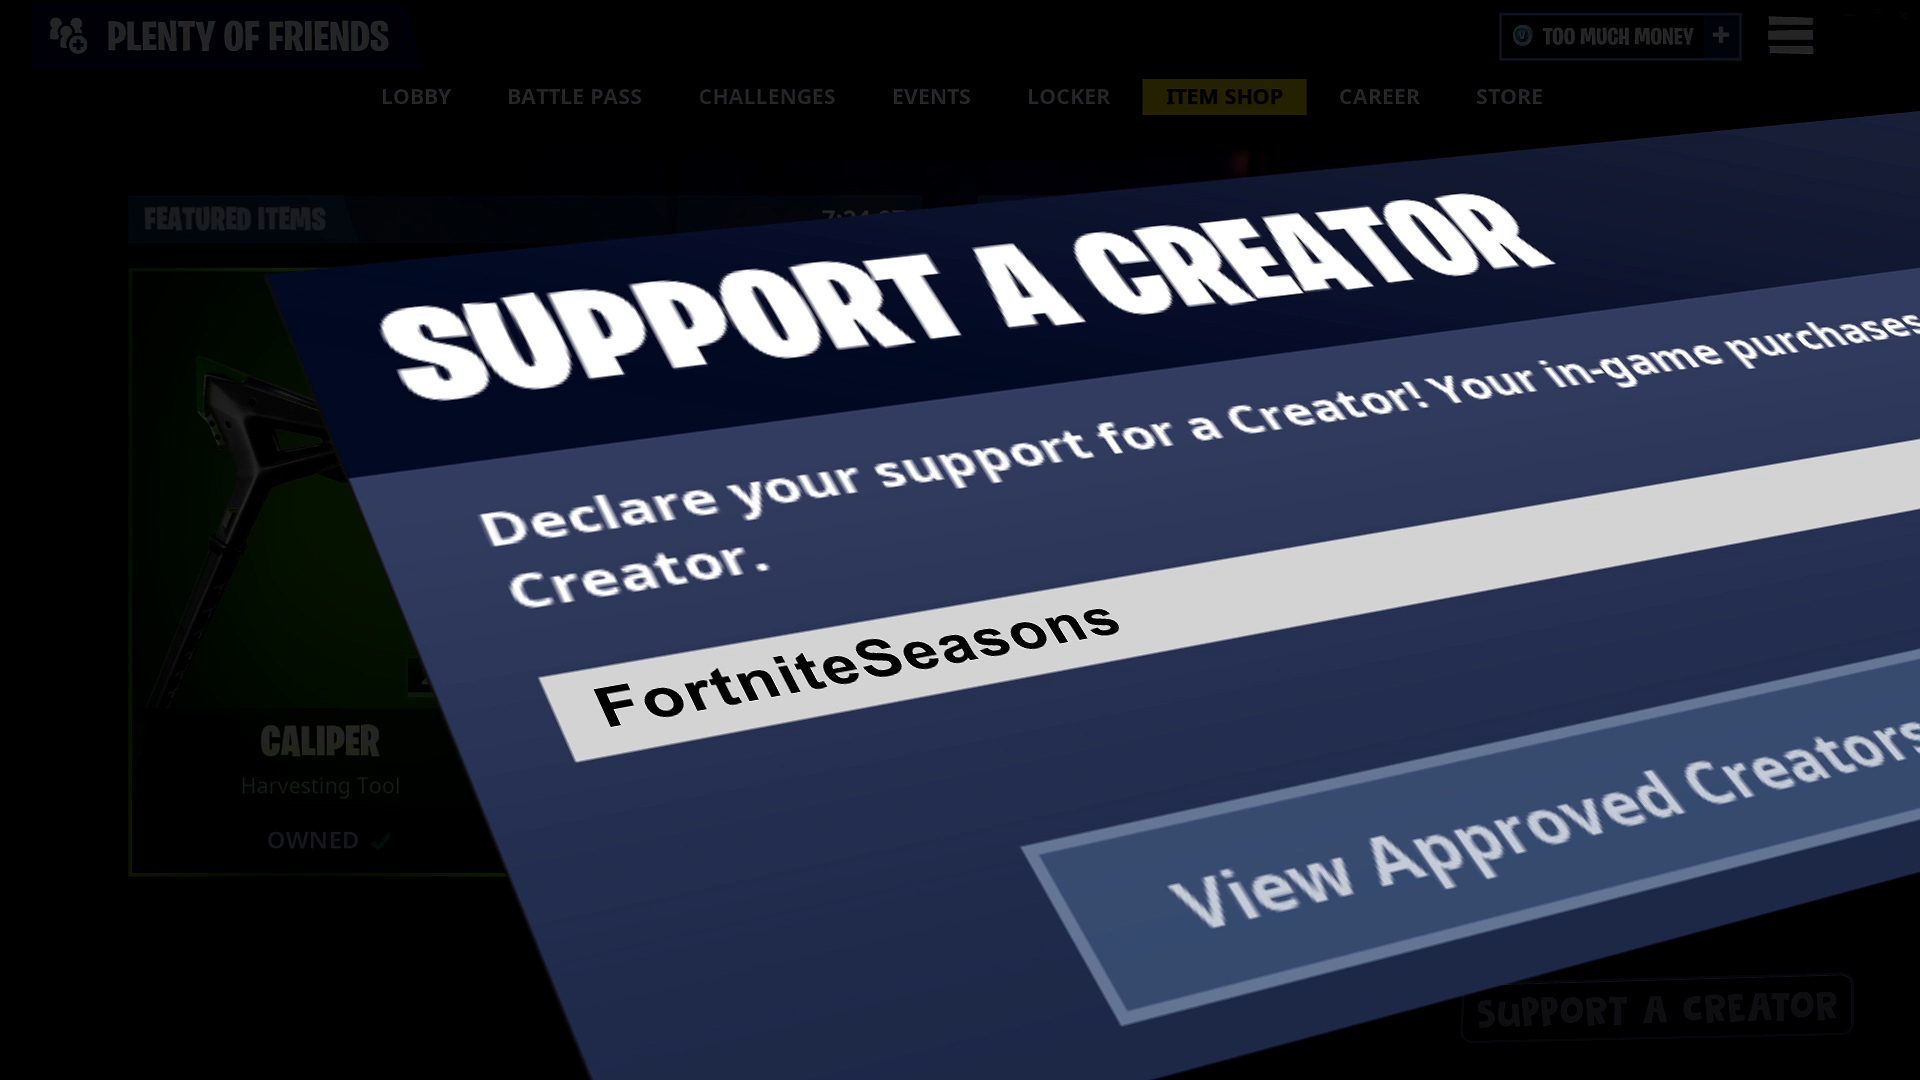 PLENTY OF FRIENDS
TOO MUCH MONEY +
LOBBY BATTLE PASS CHALLENGES EVENTS LOCKER ITEM SHOP CAREER STORE
FEATURED ITEMS
SUPPORT A CREATOR
Declare your support for a Creator! Your in-game purchases
Creator.
FortniteSeasons
View Approved Creators
CALIPER
Harvesting Tool
OWNED
SUPPORT A CREATOR